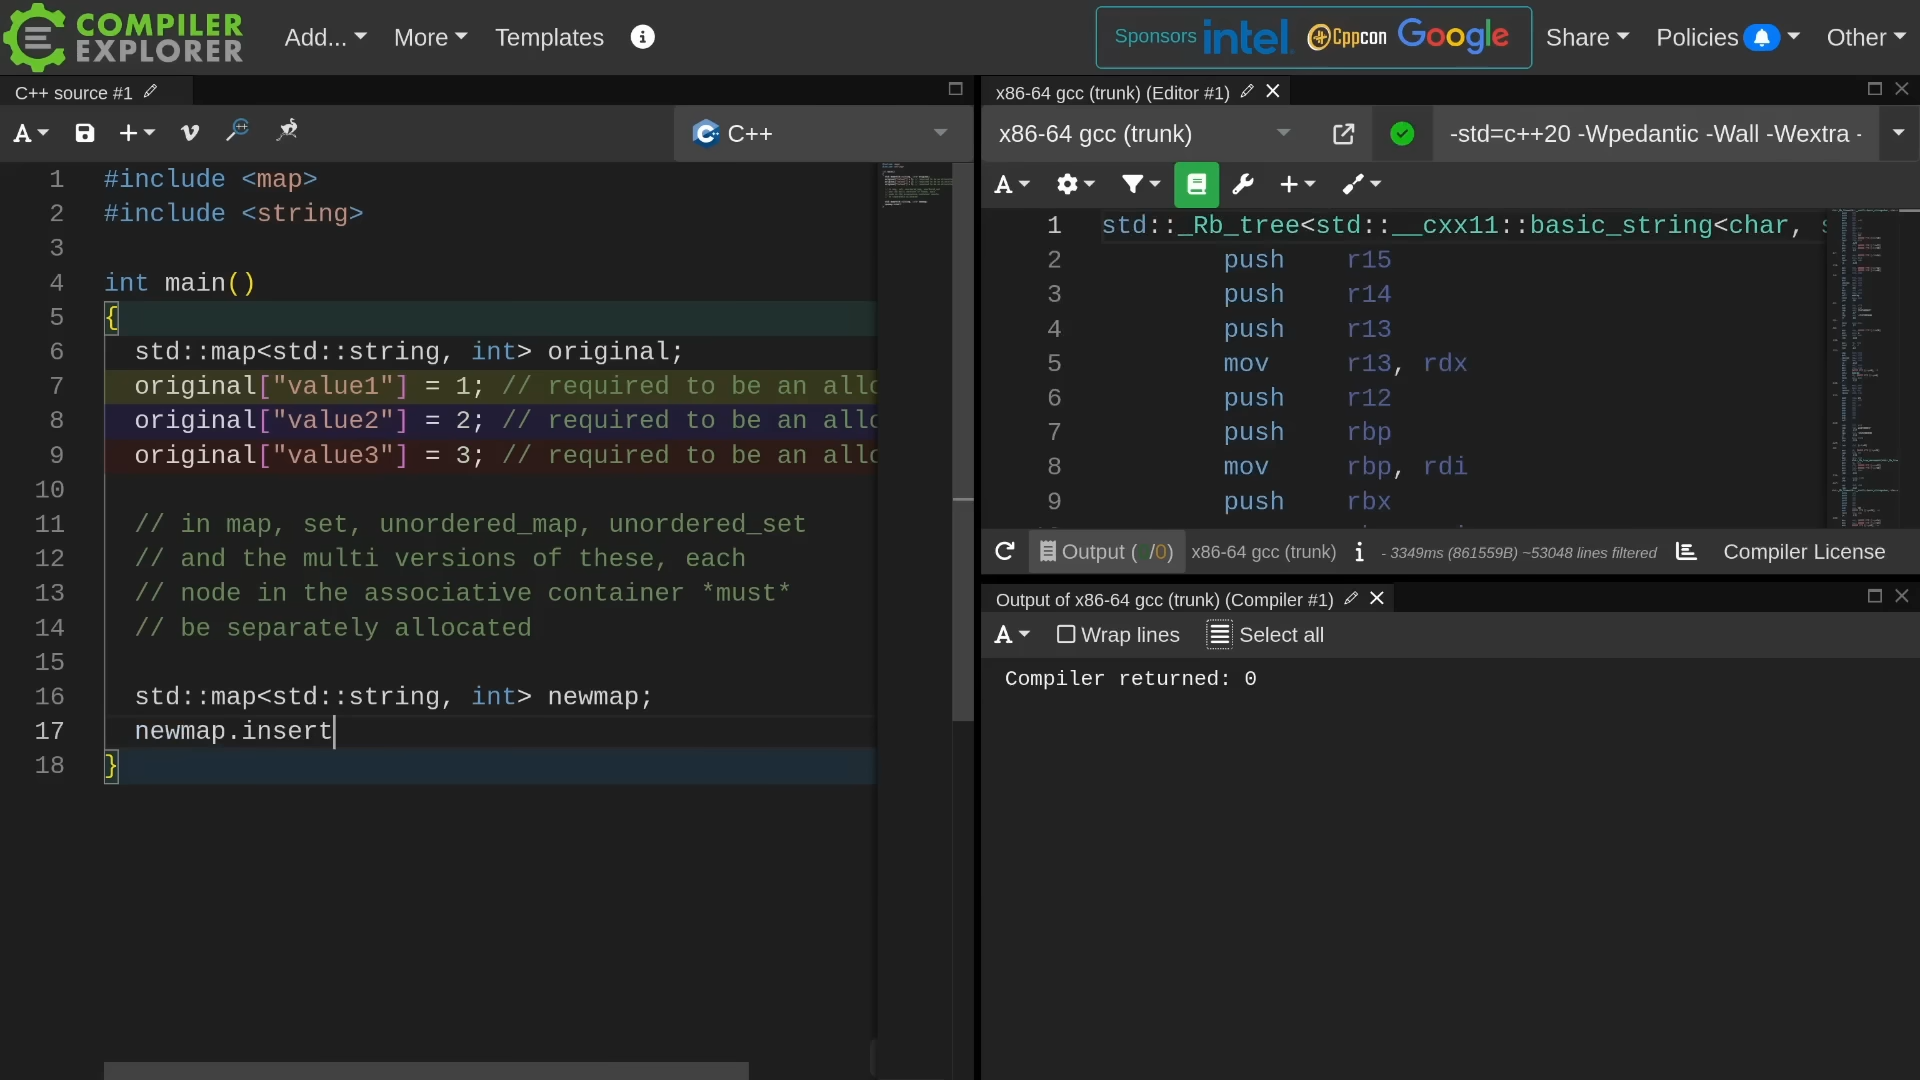 COMPILER
EXPLORER
Add...
More
Templates
Sponsors intel. Cppcon Google
Share
Policies
Other
C++ source #1
A
C++
1 #include <map>
2 #include <string>
3
4 int main()
5 {
6 std::map<std::string, int> original;
7 original["value1"] = 1; // required to be an allo
8 original["value2"] = 2; // required to be an allo
9 original["value3"] = 3; // required to be an allo
10
11 // in map, set, unordered_map, unordered_set
12 // and the multi versions of these, each
13 // node in the associative container *must*
14 // be separately allocated
15
16 std::map<std::string, int> newmap;
17 newmap.insert
18 }
x86-64 gcc (trunk) (Editor #1)
x86-64 gcc (trunk)
-std=c++20 -Wpedantic -Wall -Wextra -
A
1 std::_Rb_tree<std::__cxx11::basic_string<char, s
2 push r15
3 push r14
4 push r13
5 mov r13, rdx
6 push r12
7 push rbp
8 mov rbp, rdi
9 push rbx
Output ( /0) x86-64 gcc (trunk) i - 3349ms (861559B) ~53048 lines filtered Compiler License
Output of x86-64 gcc (trunk) (Compiler #1)
A Wrap lines Select all
Compiler returned: 0